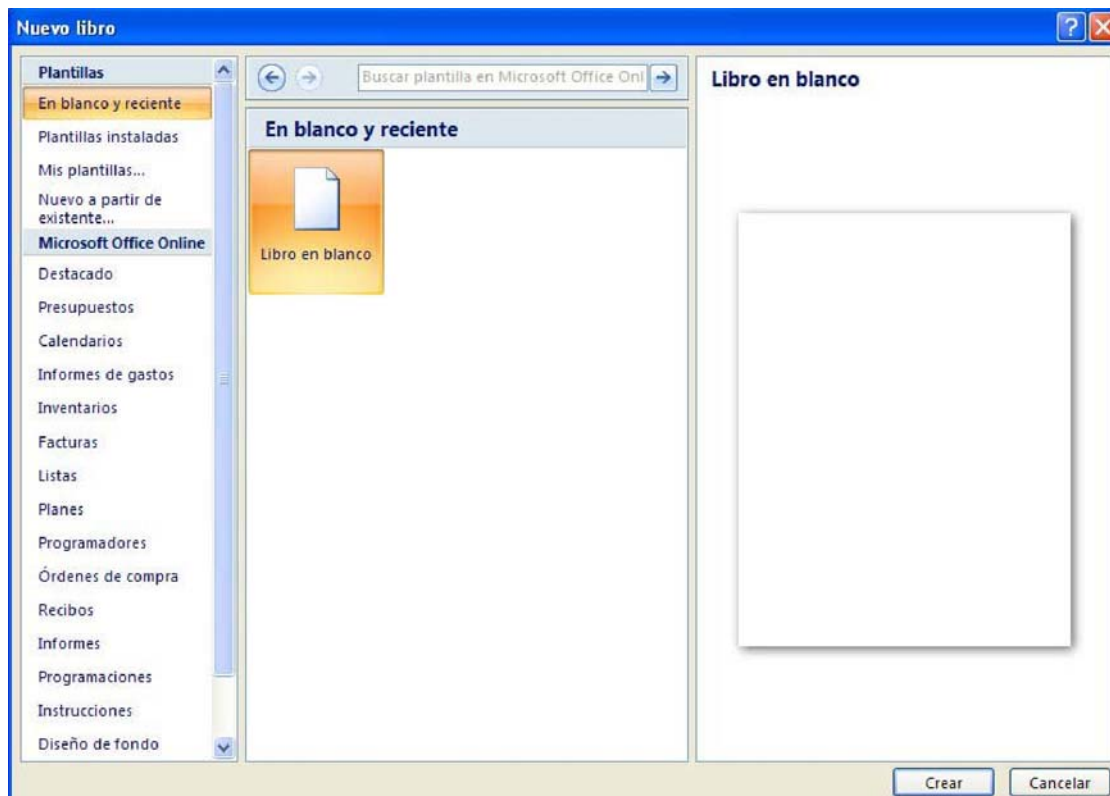 Nuevo libro
Plantillas
En blanco y reciente
Plantillas instaladas
Mis plantillas...
Nuevo a partir de
existente...
Microsoft Office Online
Destacado
Presupuestos
Calendarios
Informes de gastos
Inventarios
Facturas
Listas
Planes
Programadores
Órdenes de compra
Recibos
Informes
Programaciones
Instrucciones
Diseño de fondo
Buscar plantilla en Microsoft Office Onl
En blanco y reciente
Libro en blanco
Libro en blanco
Crear
Cancelar